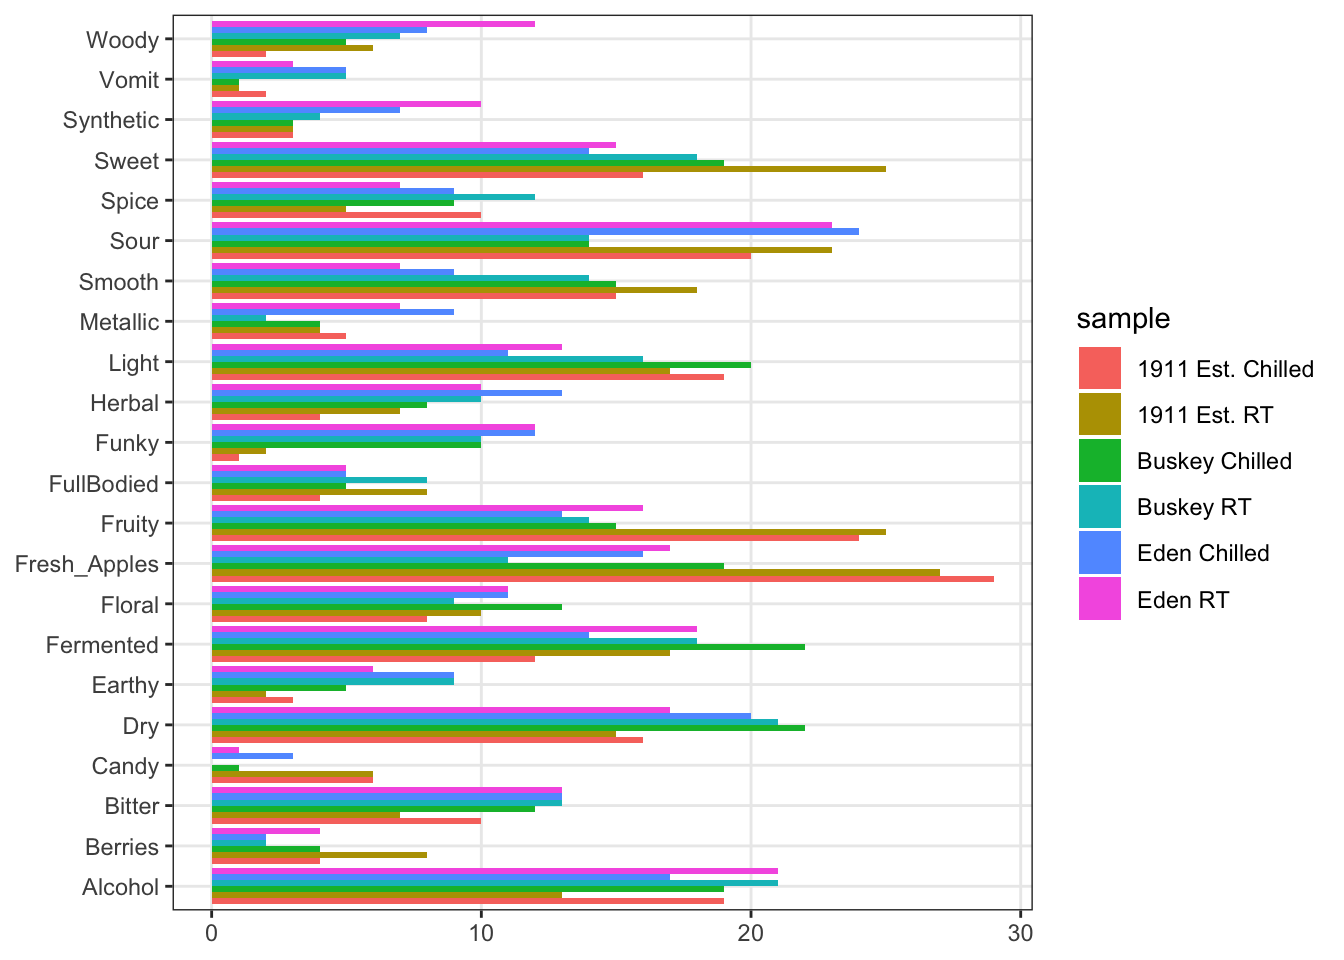 Woody
Vomit
Synthetic
Sweet
Spice
Sour
Smooth
Metallic
Light
Herbal
Funky
FullBodied
Fruity
Fresh_Apples
Floral
Fermented
Earthy
Dry
Candy
Bitter
Berries
Alcohol
0 10 20 30
sample
1911 Est. Chilled
1911 Est. RT
Buskey Chilled
Buskey RT
Eden Chilled
Eden RT